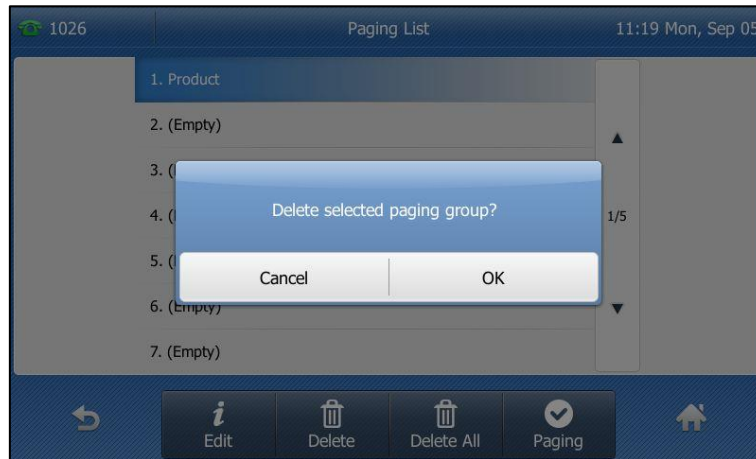 1026
Paging List
11:19 Mon, Sep 05
1. Product
2. (Empty)
3. (
4. (
1/5
5. (
6. (Empty)
7. (Empty)
Delete selected paging group?
Cancel
OK
Edit
Delete
Delete All
Paging